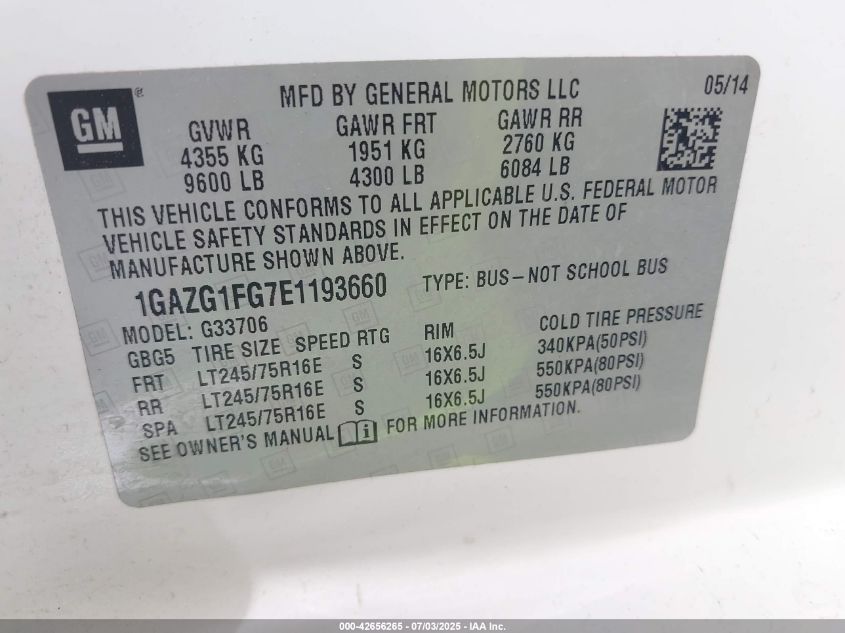 GM ®
MFD BY GENERAL MOTORS LLC
05/14
GVWR
GAWR FRT
GAWR RR
4355 KG
1951 KG
2760 KG
9600 LB
4300 LB
6084 LB
THIS VEHICLE CONFORMS TO ALL APPLICABLE U.S. FEDERAL MOTOR
VEHICLE SAFETY STANDARDS IN EFFECT ON THE DATE OF
MANUFACTURE SHOWN ABOVE.
1GAZG1FG7E1193660
TYPE: BUS–NOT SCHOOL BUS
MODEL: G33706
GBG5 TIRE SIZE SPEED RTG RIM COLD TIRE PRESSURE
FRT LT245/75R16E S 16X6.5J 340KPA(50PSI)
RR LT245/75R16E S 16X6.5J 550KPA(80PSI)
SPA LT245/75R16E S 16X6.5J 550KPA(80PSI)
SEE OWNER'S MANUAL i FOR MORE INFORMATION.
000-42656265 - 07/03/2025 - IAA Inc.